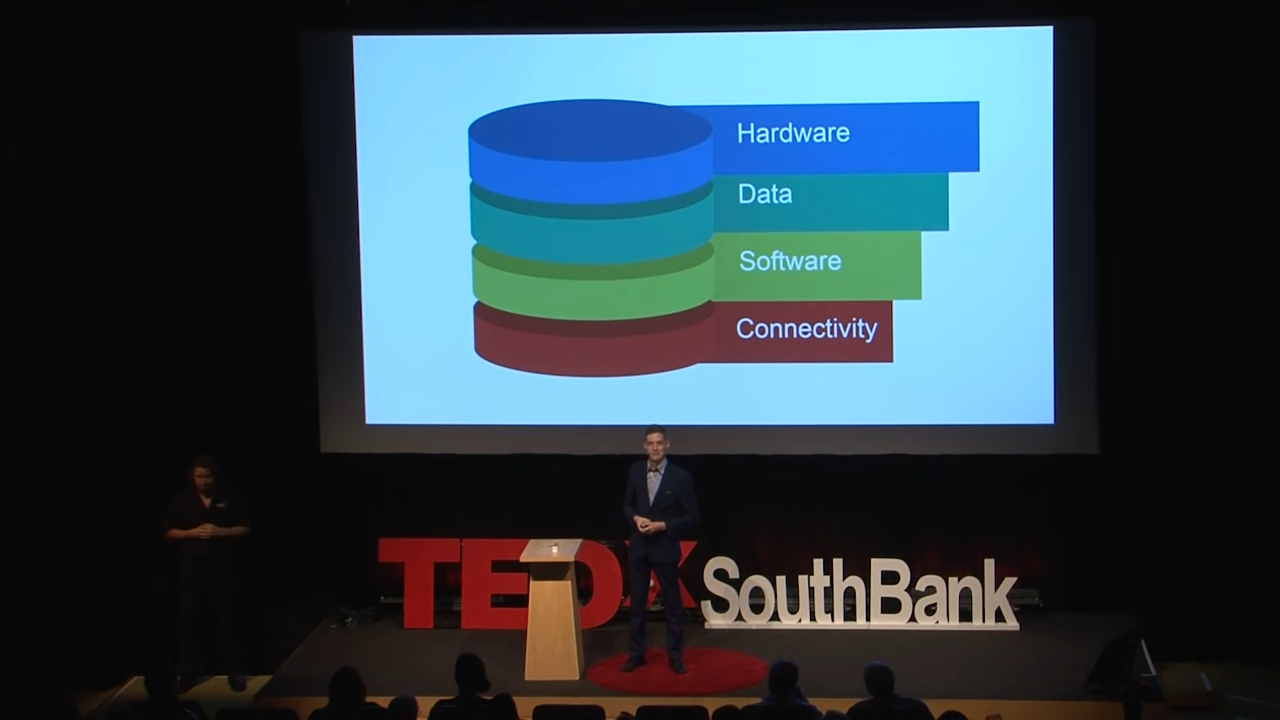 Hardware
Data
Software
Connectivity
TEDx SouthBank